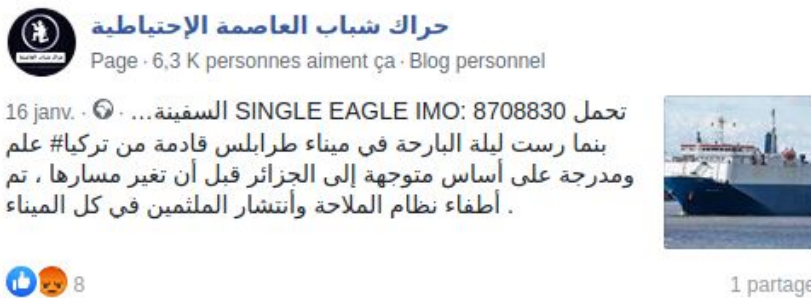 حراك شباب العاصمة الإحتياطية
Page · 6,3 K personnes aiment ça · Blog personnel
16 janv. · السفينة… SINGLE EAGLE IMO: 8708830 تحمل
علم #تركيا قادمة من طرابلس ميناء في البارحة ليلة رست بنما
ومدرجة على أساس متوجهة إلى الجزائر قبل أن تغير مسارها ، تم
أطفاء نظام الملاحة وأنتشار الملثمين في كل الميناء .
8
1 partage